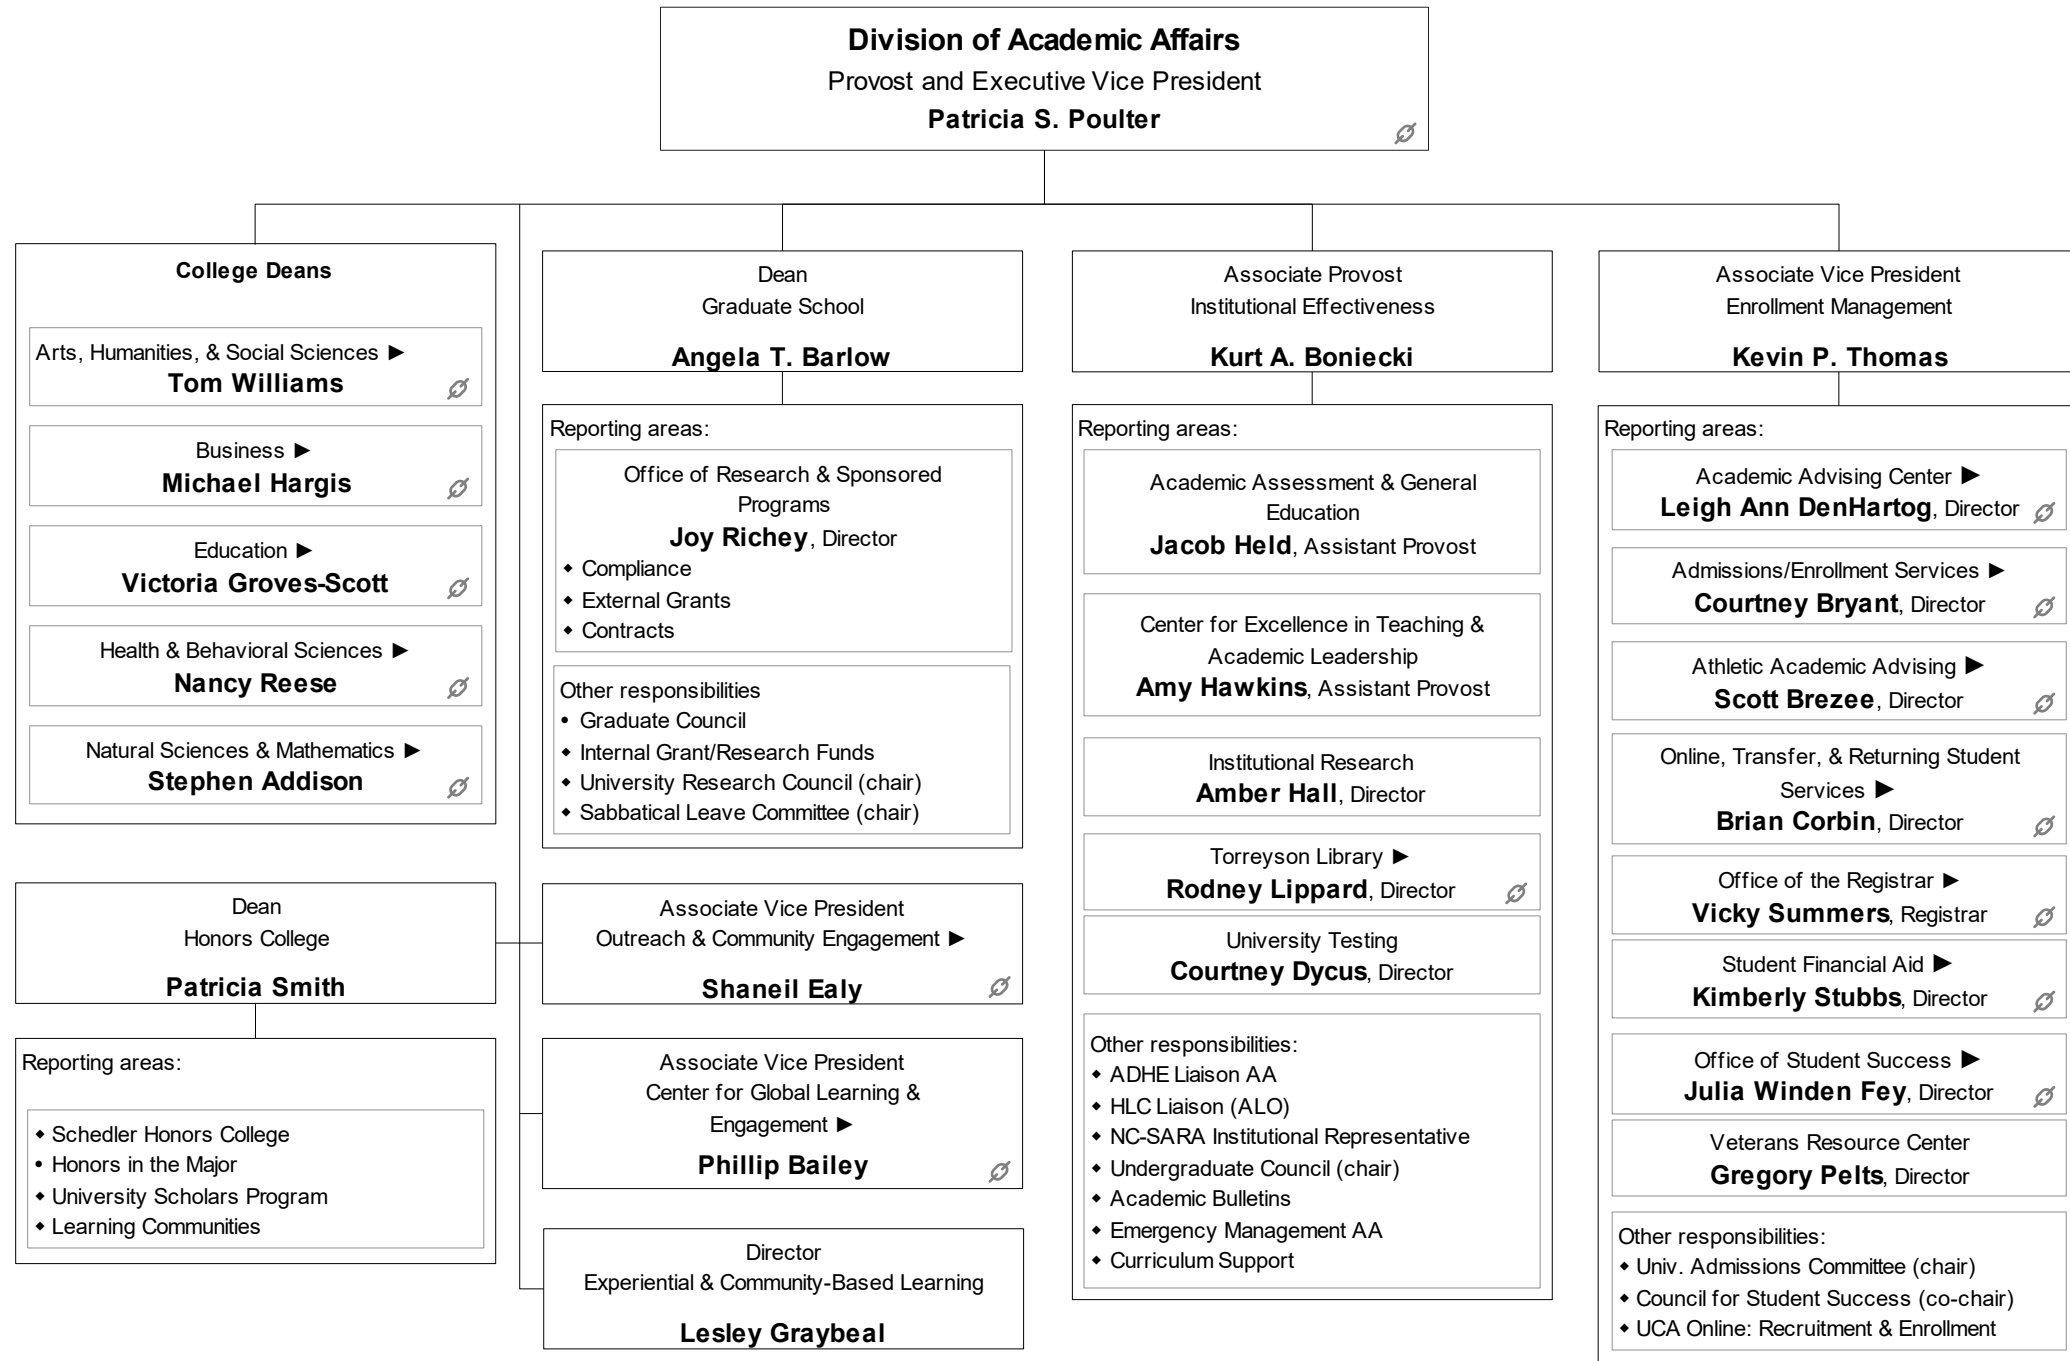 Division of Academic Affairs
Provost and Executive Vice President
Patricia S. Poulter
College Deans
Arts, Humanities, & Social Sciences ►
Tom Williams
Business ►
Michael Hargis
Education ►
Victoria Groves-Scott
Health & Behavioral Sciences ►
Nancy Reese
Natural Sciences & Mathematics ►
Stephen Addison
Dean
Honors College
Patricia Smith
Reporting areas:
◆ Schedler Honors College
• Honors in the Major
◆ University Scholars Program
◆ Learning Communities
Dean
Graduate School
Angela T. Barlow
Reporting areas:
Office of Research & Sponsored
Programs
Joy Richey, Director
◆ Compliance
◆ External Grants
◆ Contracts
Other responsibilities
• Graduate Council
◆ Internal Grant/Research Funds
◆ University Research Council (chair)
◆ Sabbatical Leave Committee (chair)
Associate Vice President
Outreach & Community Engagement ►
Shaneil Ealy
Associate Vice President
Center for Global Learning &
Engagement ►
Phillip Bailey
Director
Experiential & Community-Based Learning
Lesley Graybeal
Associate Provost
Institutional Effectiveness
Kurt A. Boniecki
Reporting areas:
Academic Assessment & General
Education
Jacob Held, Assistant Provost
Center for Excellence in Teaching &
Academic Leadership
Amy Hawkins, Assistant Provost
Institutional Research
Amber Hall, Director
Torreyson Library ►
Rodney Lippard, Director
University Testing
Courtney Dycus, Director
Other responsibilities:
◆ ADHE Liaison AA
◆ HLC Liaison (ALO)
◆ NC-SARA Institutional Representative
◆ Undergraduate Council (chair)
◆ Academic Bulletins
◆ Emergency Management AA
◆ Curriculum Support
Associate Vice President
Enrollment Management
Kevin P. Thomas
Reporting areas:
Academic Advising Center ►
Leigh Ann DenHartog, Director
Admissions/Enrollment Services ►
Courtney Bryant, Director
Athletic Academic Advising ►
Scott Brezee, Director
Online, Transfer, & Returning Student
Services ►
Brian Corbin, Director
Office of the Registrar ►
Vicky Summers, Registrar
Student Financial Aid ►
Kimberly Stubbs, Director
Office of Student Success ►
Julia Winden Fey, Director
Veterans Resource Center
Gregory Pelts, Director
Other responsibilities:
◆ Univ. Admissions Committee (chair)
◆ Council for Student Success (co-chair)
◆ UCA Online: Recruitment & Enrollment